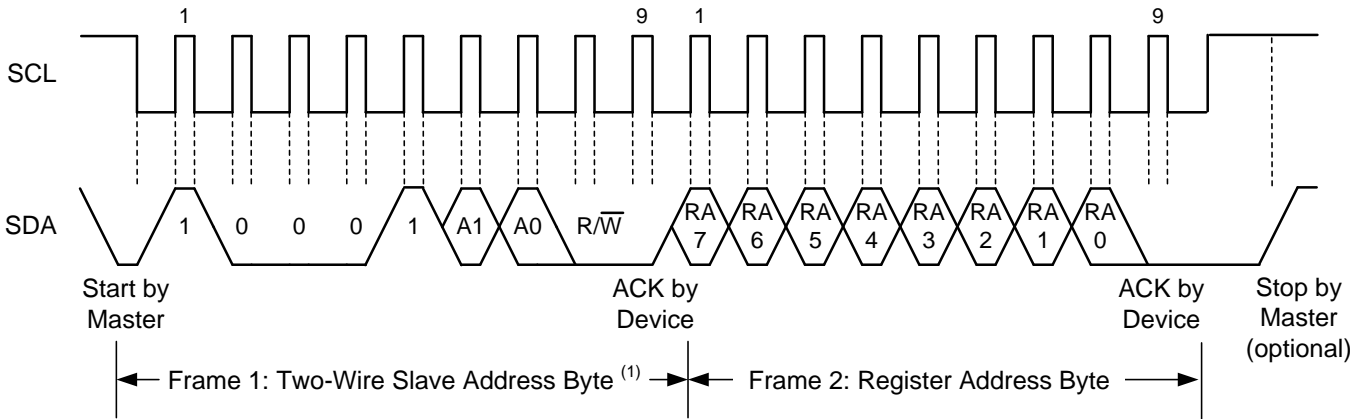 1 9 1 9
SCL
SDA
1 0 0 0 1 A1 A0 R/W̅ RA RA RA RA RA RA RA RA
7 6 5 4 3 2 1 0
Start by ACK by ACK by Stop by
Master Device Device Master
(optional)
Frame 1: Two-Wire Slave Address Byte (1) Frame 2: Register Address Byte